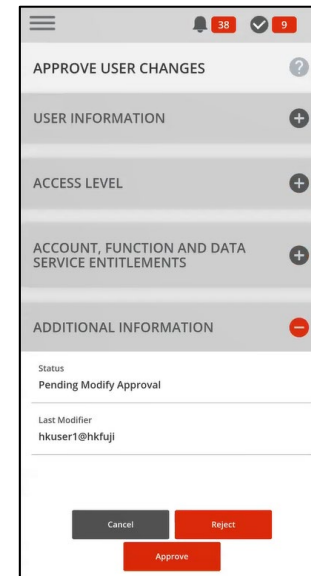 38 9
APPROVE USER CHANGES ?
USER INFORMATION
ACCESS LEVEL
ACCOUNT, FUNCTION AND DATA
SERVICE ENTITLEMENTS
ADDITIONAL INFORMATION
Status
Pending Modify Approval
Last Modifier
hkuser1@hkfuji
Cancel Reject
Approve